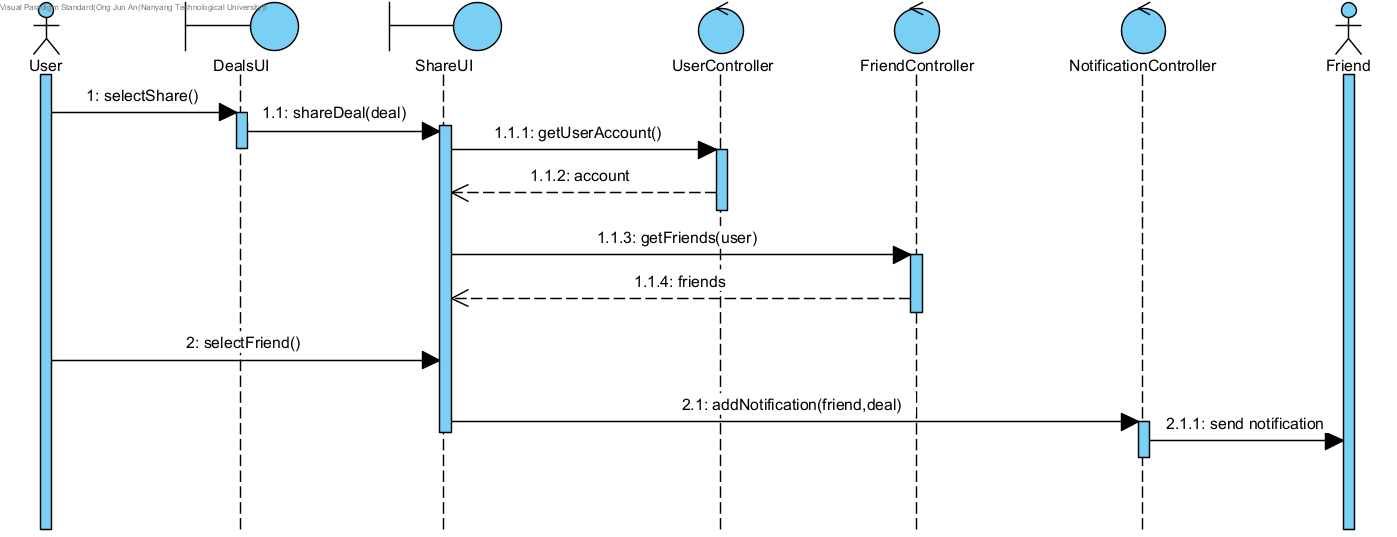 Visual Paradigm Standard(Ong Jun An(Nanyang Technological University))
User
DealsUI
ShareUI
UserController
FriendController
NotificationController
Friend
1: selectShare()
1.1: shareDeal(deal)
1.1.1: getUserAccount()
1.1.2: account
1.1.3: getFriends(user)
1.1.4: friends
2: selectFriend()
2.1: addNotification(friend,deal)
2.1.1: send notification